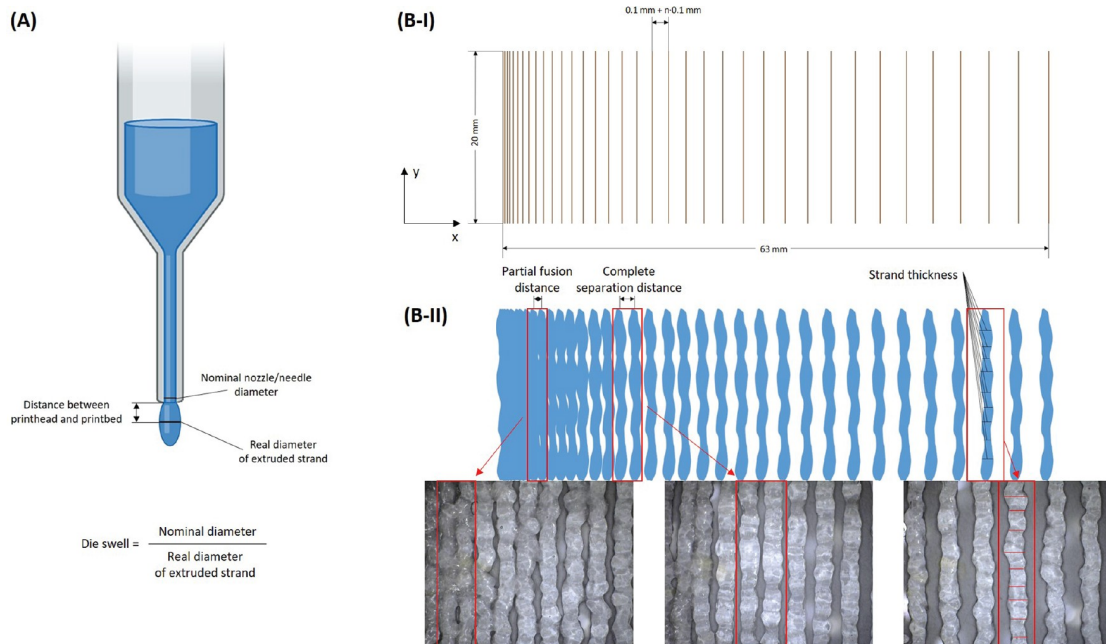 (A)
Nominal nozzle/needle
diameter
Distance between
printhead and printbed
Real diameter
of extruded strand
Die swell =
Nominal diameter
Real diameter
of extruded strand
(B-I)
0.1 mm + n·0.1 mm
20 mm
y
x
63 mm
Partial fusion
distance
Complete
separation distance
Strand thickness
(B-II)